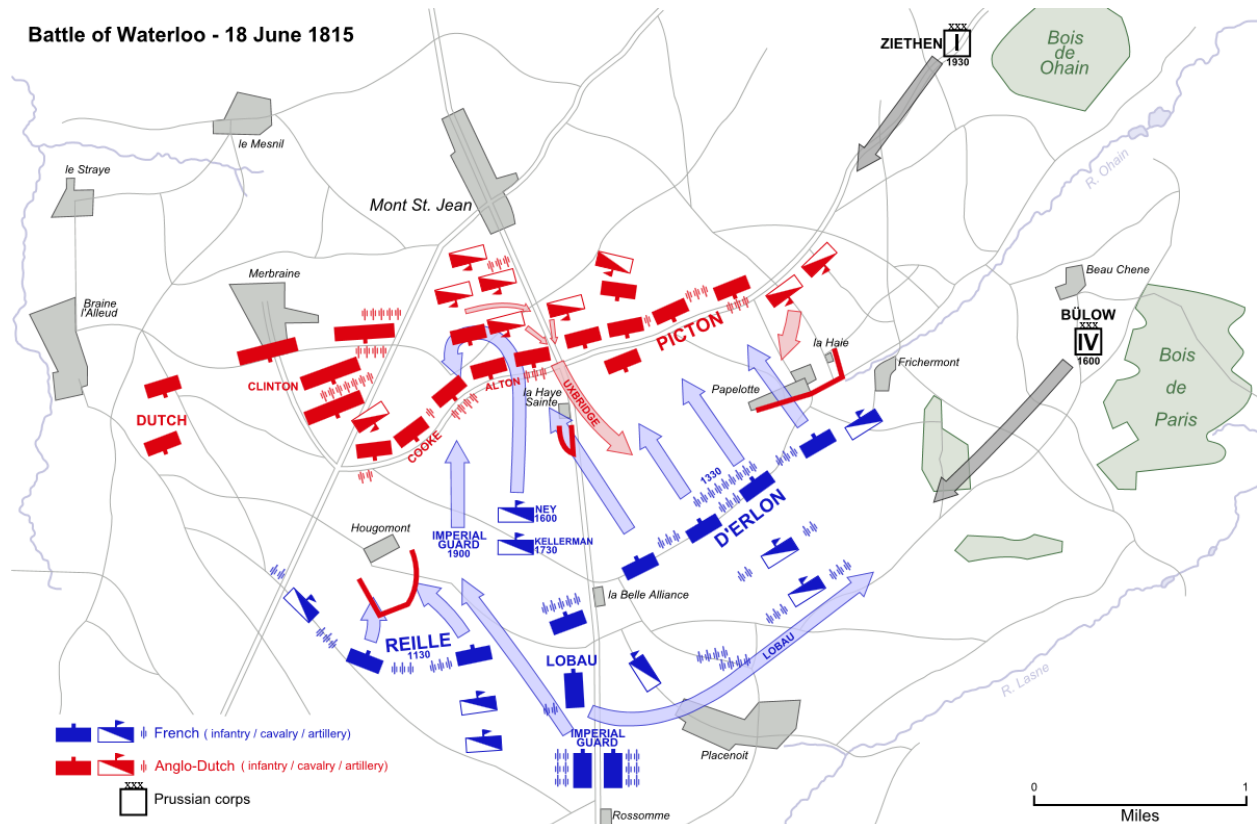 Battle of Waterloo - 18 June 1815
XXX
ZIETHEN
I
1930
Bois
de
Ohain
le Mesnil
le Straye
Mont St. Jean
R. Ohain
Merbraine
Braine
l'Alleud
Beau Chene
BÜLOW
XXX
IV
1600
Bois
de
Paris
PICTON
la Haie
Frichermont
Papelotte
CLINTON
ALTON
la Haye
Sainte
UXBRIDGE
DUTCH
COOKE
1330
D'ERLON
Hougomont
IMPERIAL
GUARD
1900
NEY
1600
KELLERMAN
1730
la Belle Alliance
REILLE
1130
LOBAU
LOBAU
R. Lasne
IMPERIAL
GUARD
Placenoit
Rossomme
French ( infantry / cavalry / artillery)
Anglo-Dutch ( infantry / cavalry / artillery)
XXX
Prussian corps
0
1
Miles